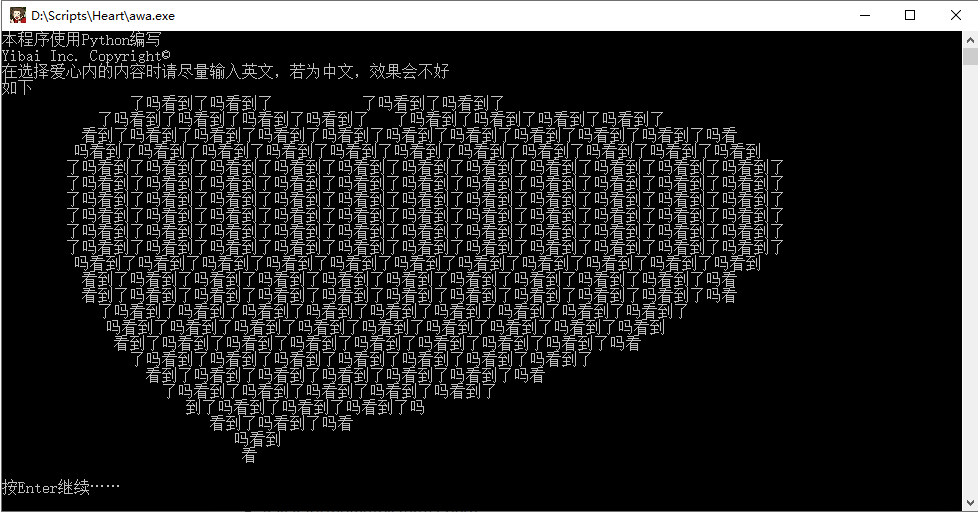 D:\Scripts\Heart\awa.exe
本程序使用Python编写
Yibai Inc. Copyright©
在选择爱心内的内容时请尽量输入英文，若为中文，效果会不好
如下
了吗看到了吗看到了 了吗看到了吗看到了
了吗看到了吗看到了吗看到了吗看到了 了吗看到了吗看到了吗看到了吗看到了
看到了吗看到了吗看到了吗看到了吗看到了吗看到了吗看到了吗看到了吗看到了吗看到了吗看
吗看到了吗看到了吗看到了吗看到了吗看到了吗看到了吗看到了吗看到了吗看到了吗看到了吗看到
了吗看到了吗看到了吗看到了吗看到了吗看到了吗看到了吗看到了吗看到了吗看到了吗看到了吗看到了
了吗看到了吗看到了吗看到了吗看到了吗看到了吗看到了吗看到了吗看到了吗看到了吗看到了吗看到了
了吗看到了吗看到了吗看到了吗看到了吗看到了吗看到了吗看到了吗看到了吗看到了吗看到了吗看到了
了吗看到了吗看到了吗看到了吗看到了吗看到了吗看到了吗看到了吗看到了吗看到了吗看到了吗看到了
了吗看到了吗看到了吗看到了吗看到了吗看到了吗看到了吗看到了吗看到了吗看到了吗看到了吗看到了
了吗看到了吗看到了吗看到了吗看到了吗看到了吗看到了吗看到了吗看到了吗看到了吗看到了吗看到了
吗看到了吗看到了吗看到了吗看到了吗看到了吗看到了吗看到了吗看到了吗看到了吗看到了吗看到
看到了吗看到了吗看到了吗看到了吗看到了吗看到了吗看到了吗看到了吗看到了吗看到了吗看
看到了吗看到了吗看到了吗看到了吗看到了吗看到了吗看到了吗看到了吗看到了吗看到了吗看
了吗看到了吗看到了吗看到了吗看到了吗看到了吗看到了吗看到了吗看到了吗看到了
吗看到了吗看到了吗看到了吗看到了吗看到了吗看到了吗看到了吗看到了吗看到
看到了吗看到了吗看到了吗看到了吗看到了吗看到了吗看到了吗看到了吗看
了吗看到了吗看到了吗看到了吗看到了吗看到了吗看到了吗看到了
看到了吗看到了吗看到了吗看到了吗看到了吗看到了吗看
了吗看到了吗看到了吗看到了吗看到了吗看到了
到了吗看到了吗看到了吗看到了吗
看到了吗看到了吗看
吗看到
看
按Enter继续……